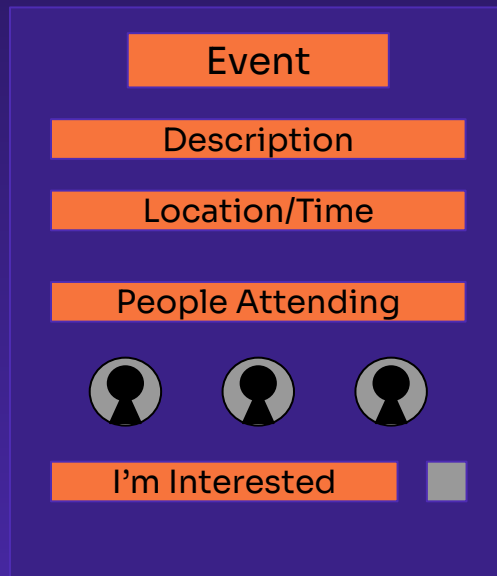 Event
Description
Location/Time
People Attending
I’m Interested